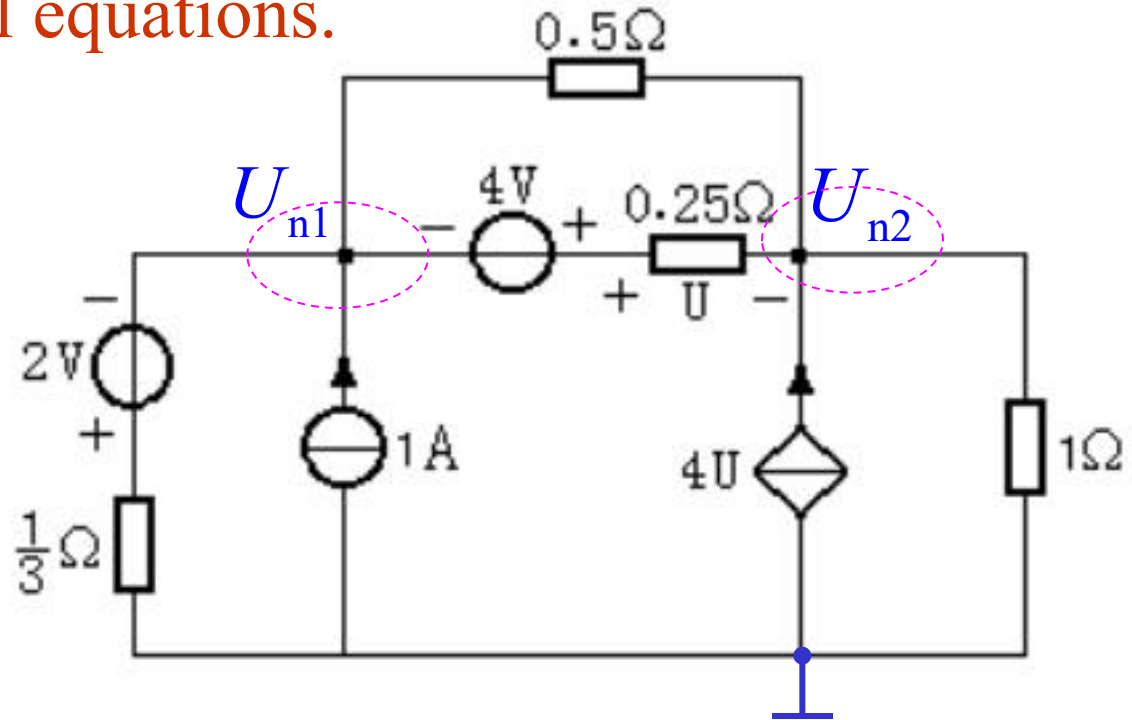 l equations.
0.5Ω
U n1
4V
0.25Ω
U n2
− +
+ U −
−
2V
+
1A
4U
1Ω
1/3 Ω